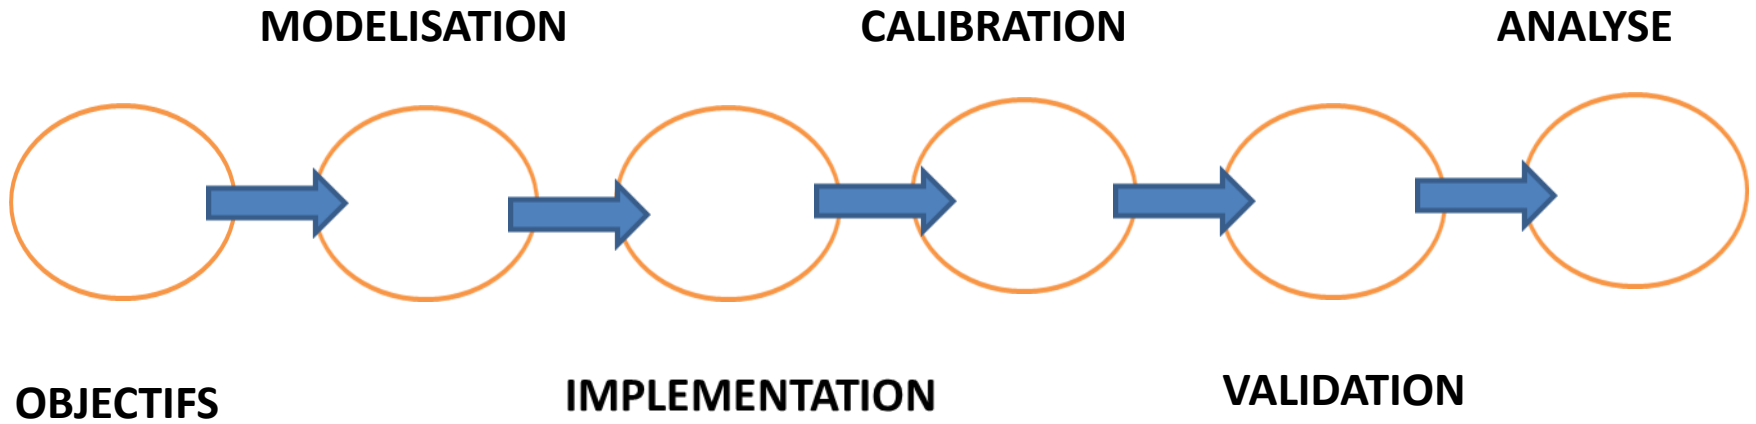 MODELISATION
CALIBRATION
ANALYSE
OBJECTIFS
IMPLEMENTATION
VALIDATION